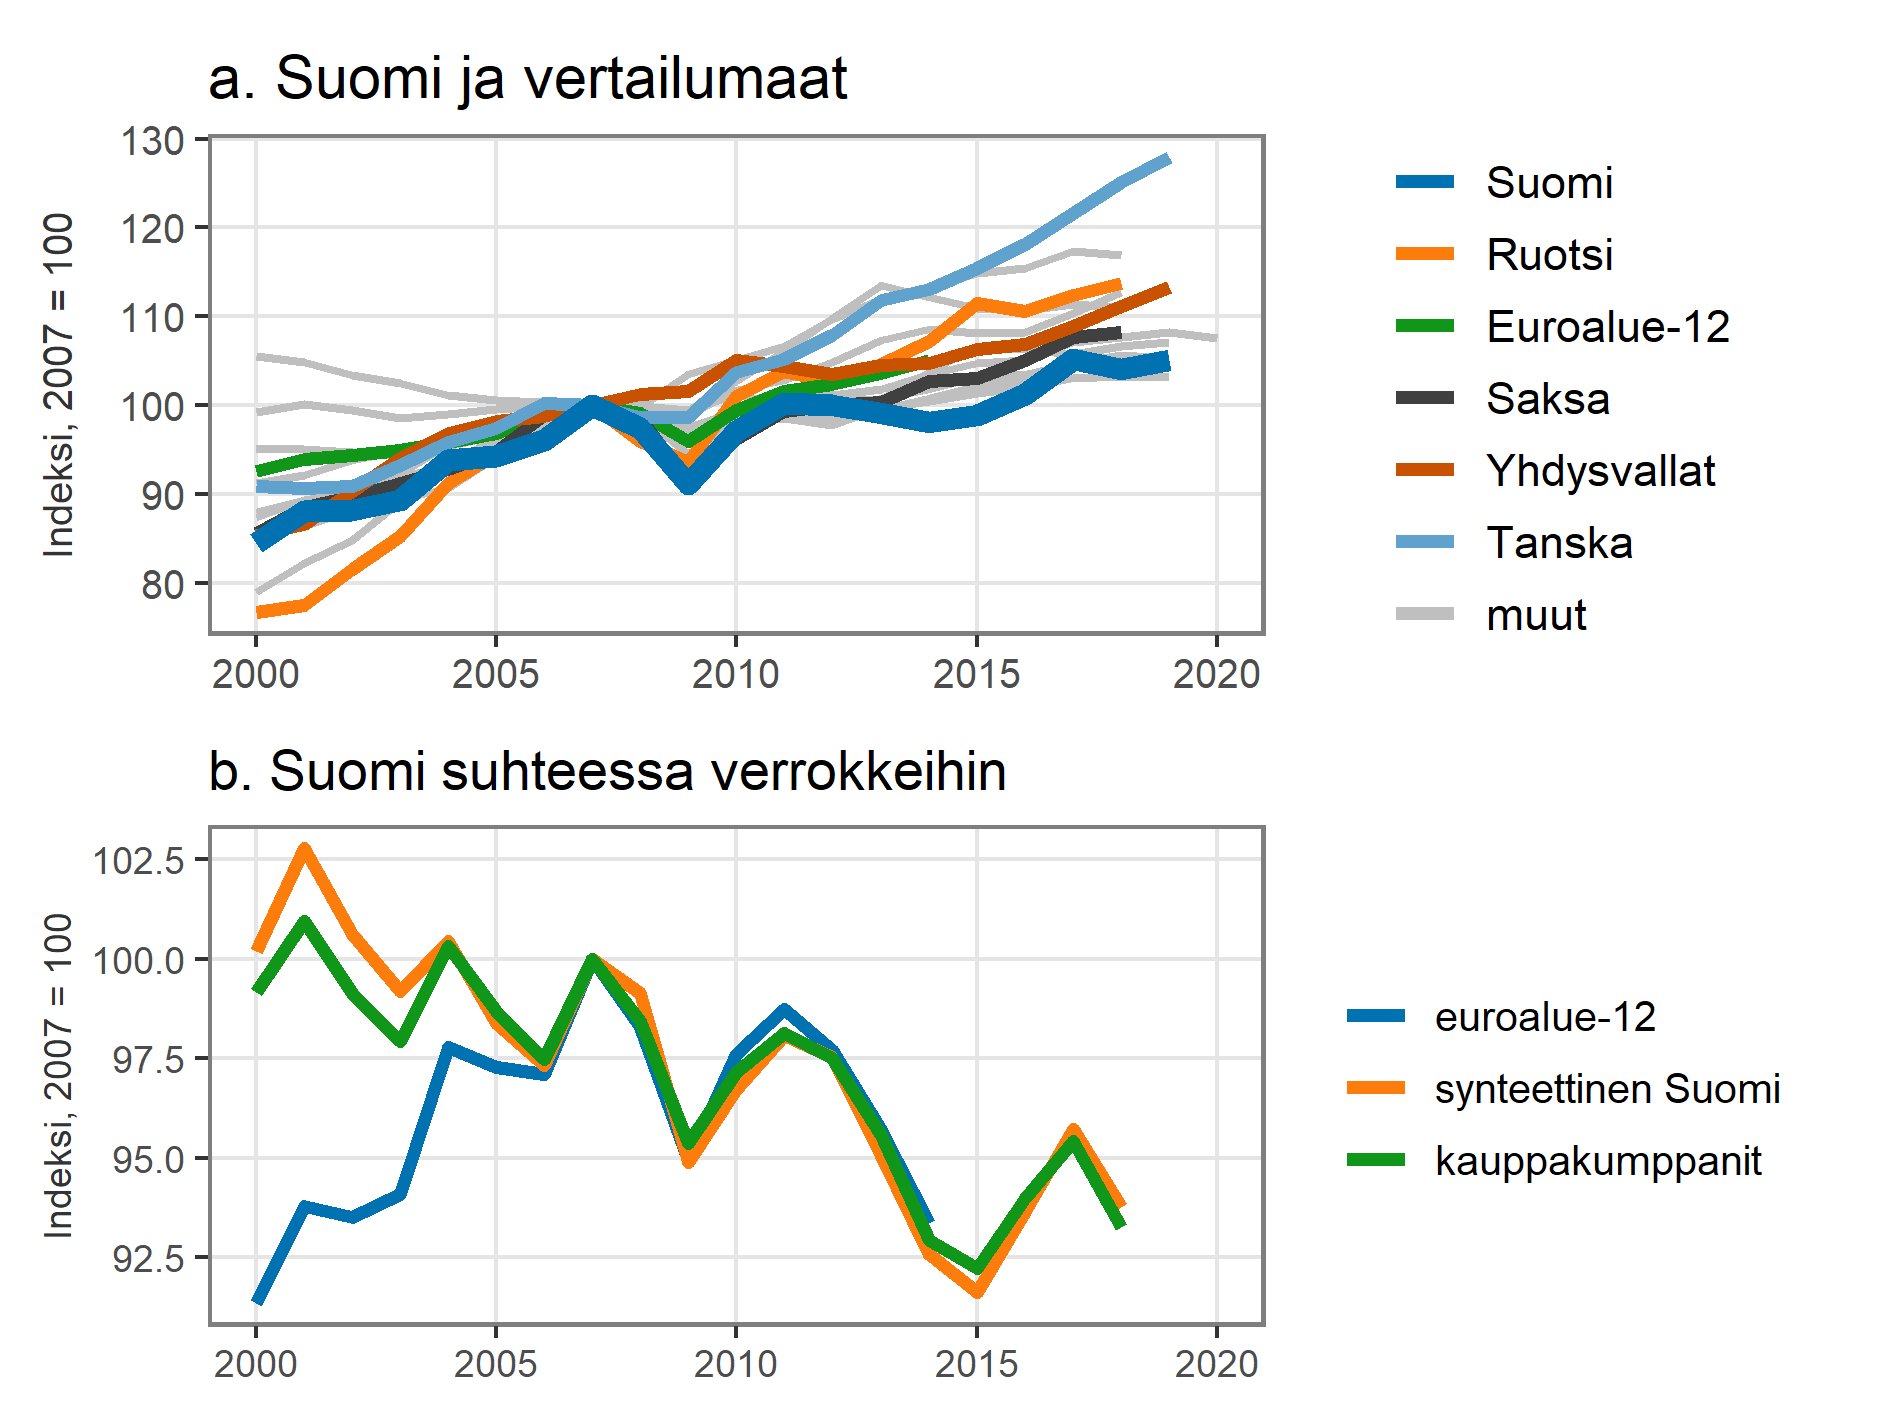 a. Suomi ja vertailumaat
Indeksi, 2007 = 100
130
120
110
100
90
80
2000 2005 2010 2015 2020
Suomi
Ruotsi
Euroalue-12
Saksa
Yhdysvallat
Tanska
muut
b. Suomi suhteessa verrokkeihin
Indeksi, 2007 = 100
102.5
100.0
97.5
95.0
92.5
2000 2005 2010 2015 2020
euroalue-12
synteettinen Suomi
kauppakumppanit